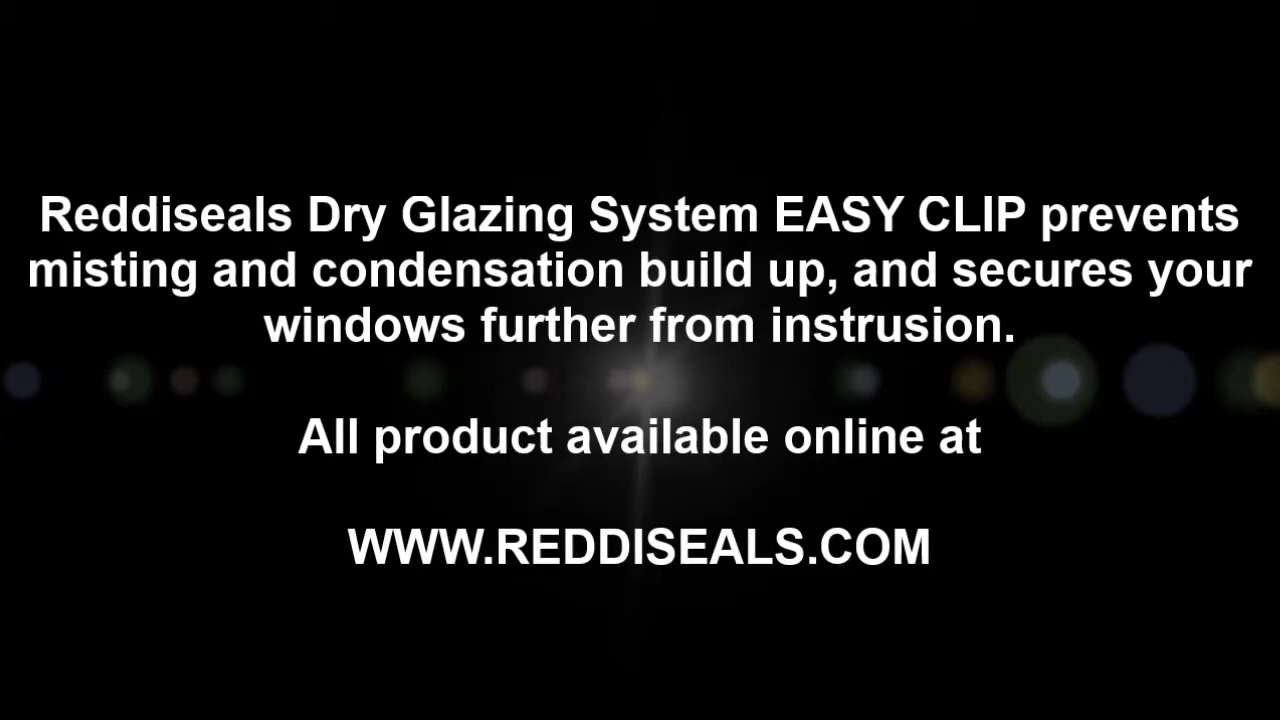 Reddiseals Dry Glazing System EASY CLIP prevents
misting and condensation build up, and secures your
windows further from instrusion.
All product available online at
WWW.REDDISEALS.COM